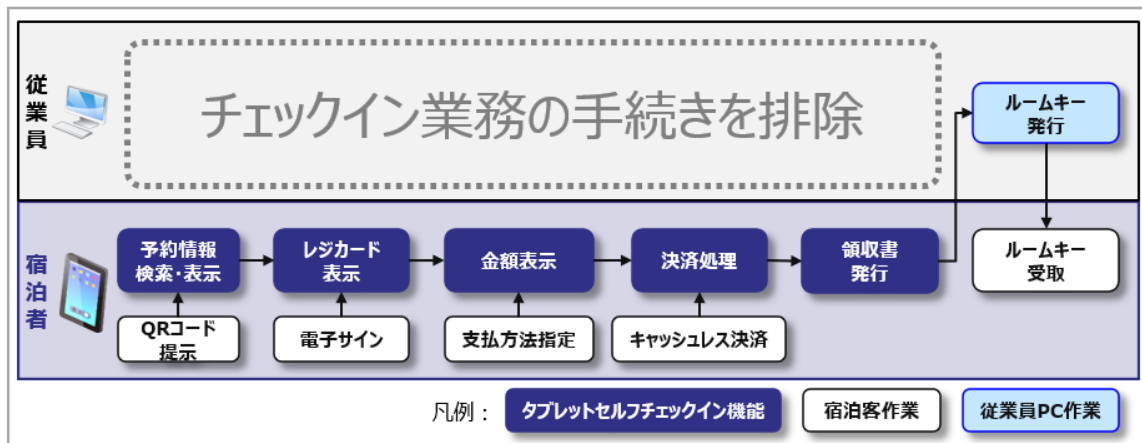 従業員
チェックイン業務の手続きを排除
ルームキー
発行
宿泊者
予約情報
検索・表示
レジカード
表示
金額表示
決済処理
領収書
発行
ルームキー
受取
QRコード
提示
電子サイン
支払方法指定
キャッシュレス決済
凡例：
タブレットセルフチェックイン機能
宿泊客作業
従業員PC作業